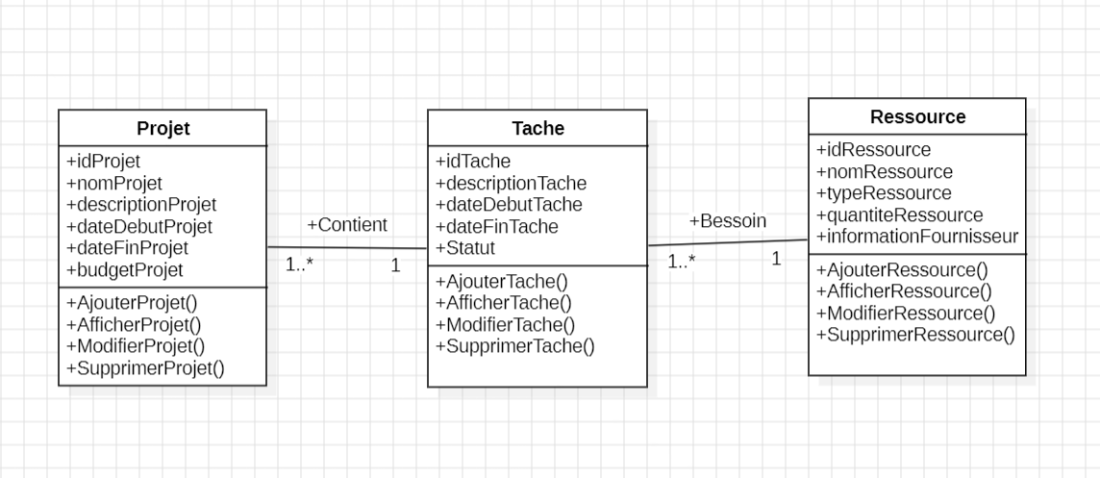 Projet
+idProjet
+nomProjet
+descriptionProjet
+dateDebutProjet
+dateFinProjet
+budgetProjet
+AjouterProjet()
+AfficherProjet()
+ModifierProjet()
+SupprimerProjet()
+Contient
1..*
1
Tache
+idTache
+descriptionTache
+dateDebutTache
+dateFinTache
+Statut
+AjouterTache()
+AfficherTache()
+ModifierTache()
+SupprimerTache()
+Bessoin
1..*
1
Ressource
+idRessource
+nomRessource
+typeRessource
+quantiteRessource
+informationFournisseur
+AjouterRessource()
+AfficherRessource()
+ModifierRessource()
+SupprimerRessource()